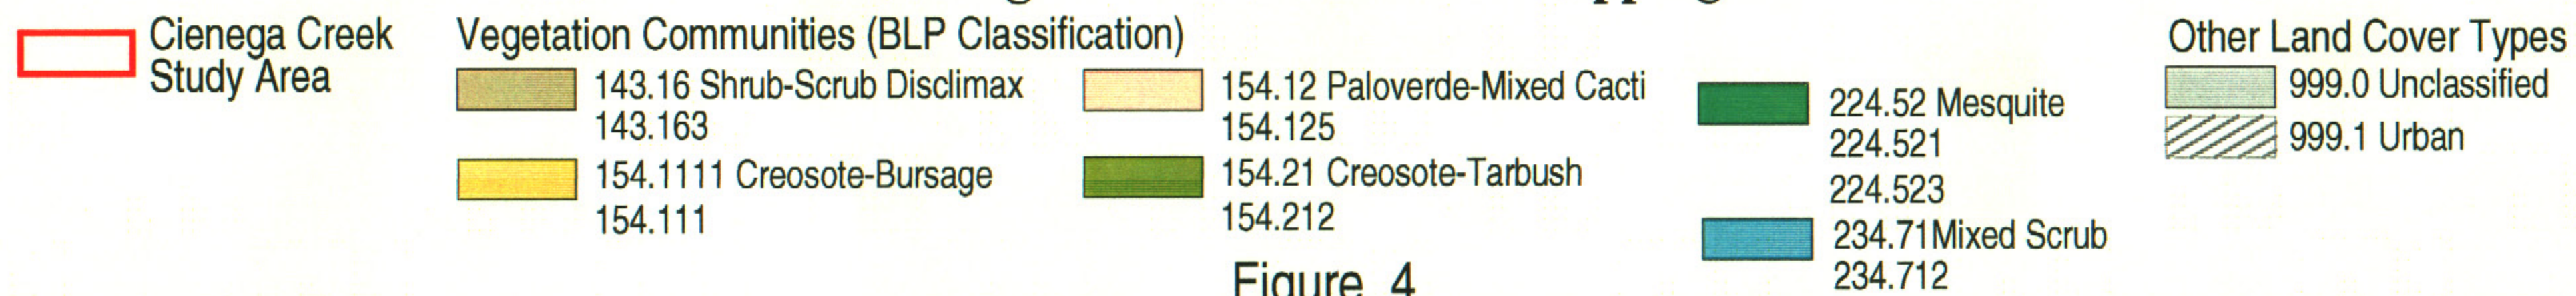 Cienega Creek
Study Area
Vegetation Communities (BLP Classification)
143.16 Shrub-Scrub Disclimax
143.163
154.1111 Creosote-Bursage
154.111
154.12 Paloverde-Mixed Cacti
154.125
154.21 Creosote-Tarbush
154.212
224.52 Mesquite
224.521
224.523
234.71Mixed Scrub
234.712
Other Land Cover Types
999.0 Unclassified
999.1 Urban
Figure 4